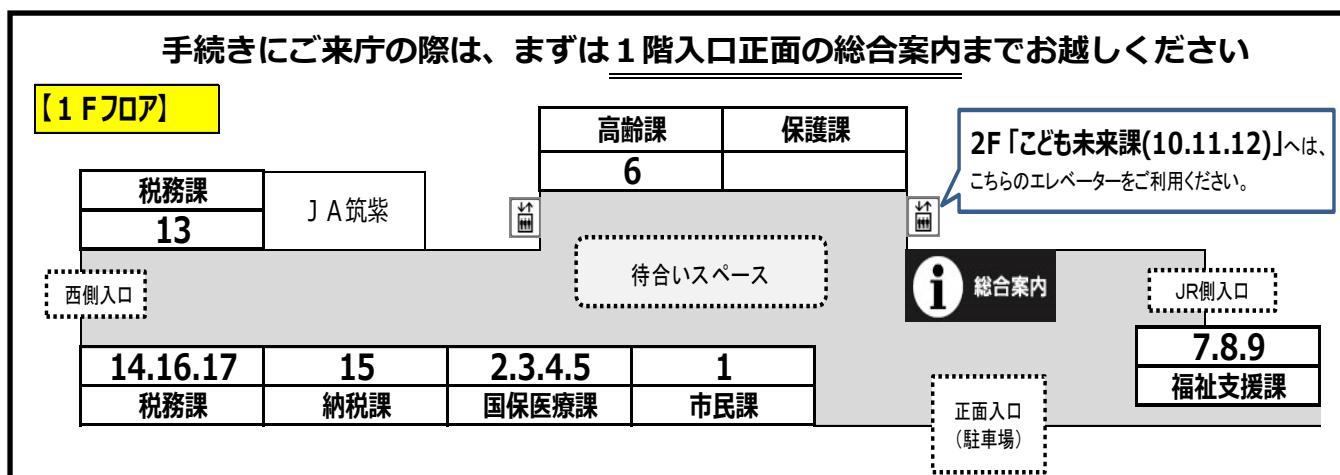 手続きにご来庁の際は、まずは１階入口正面の総合案内までお越しください
【１Ｆフロア】
高齢課
保護課
6
2F「こども未来課(10.11.12)」へは、
こちらのエレベーターをご利用ください。
税務課
13
ＪＡ筑紫
待合いスペース
西側入口
i 総合案内
JR側入口
14.16.17
15
2.3.4.5
1
税務課
納税課
国保医療課
市民課
7.8.9
福祉支援課
正面入口
（駐車場）